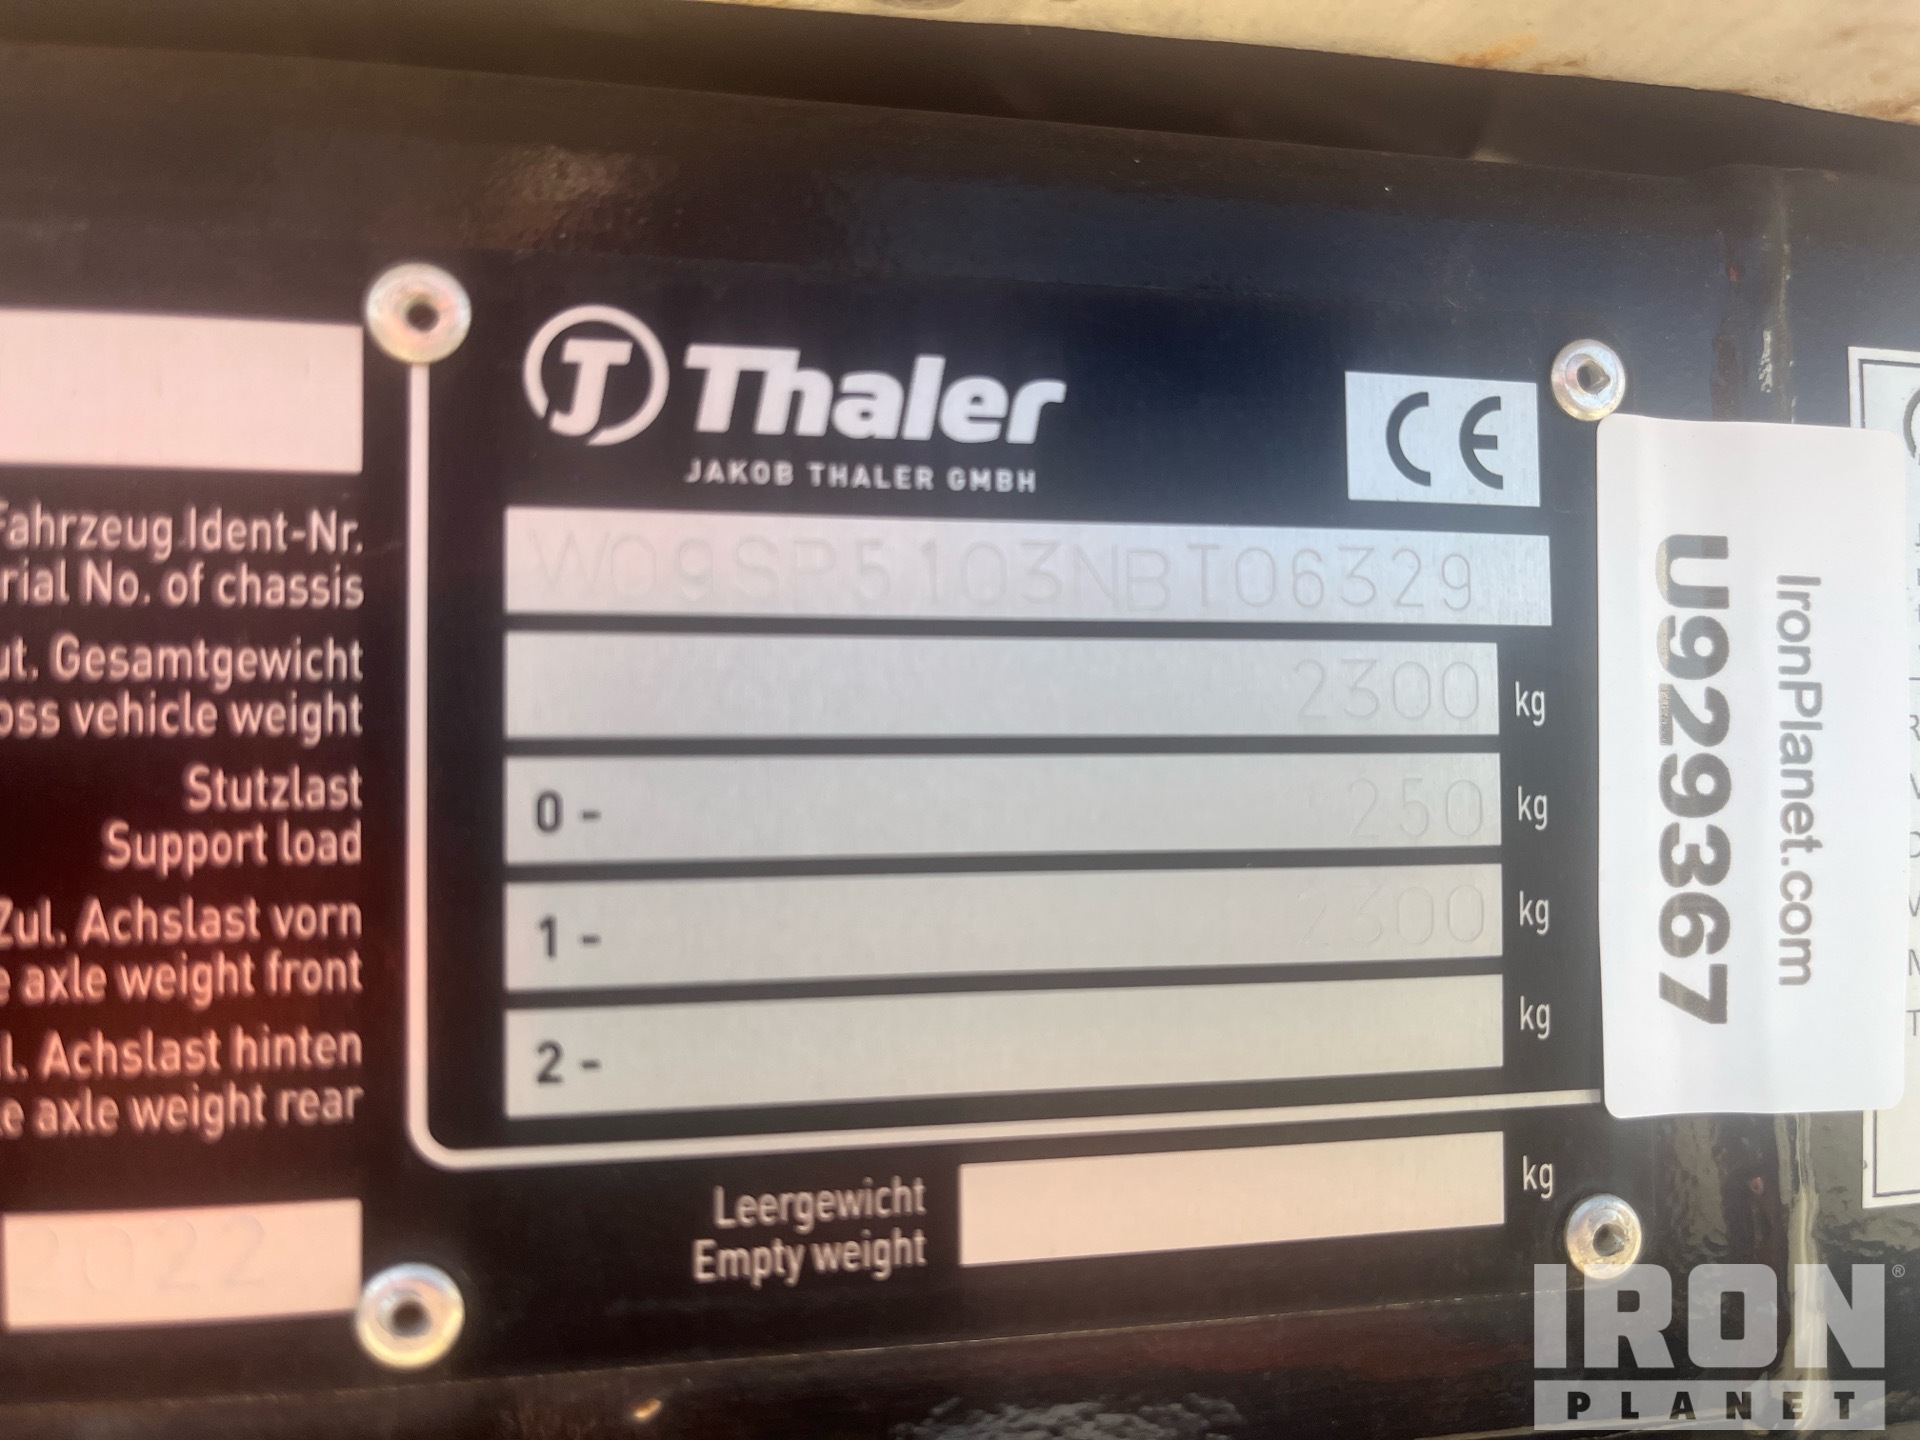 J Thaler
JAKOB THALER GMBH
CE
Fahrzeug Ident-Nr.
rial No. of chassis
W09SP5103NBT06329
ut. Gesamtgewicht
oss vehicle weight
2300 kg
Stutzlast
Support load
0 - 250 kg
Zul. Achslast vorn
e axle weight front
1 - 2300 kg
l. Achslast hinten
le axle weight rear
2 - kg
Leergewicht
Empty weight
kg
2022
IronPlanet.com
U929367
IRON®
PLANET